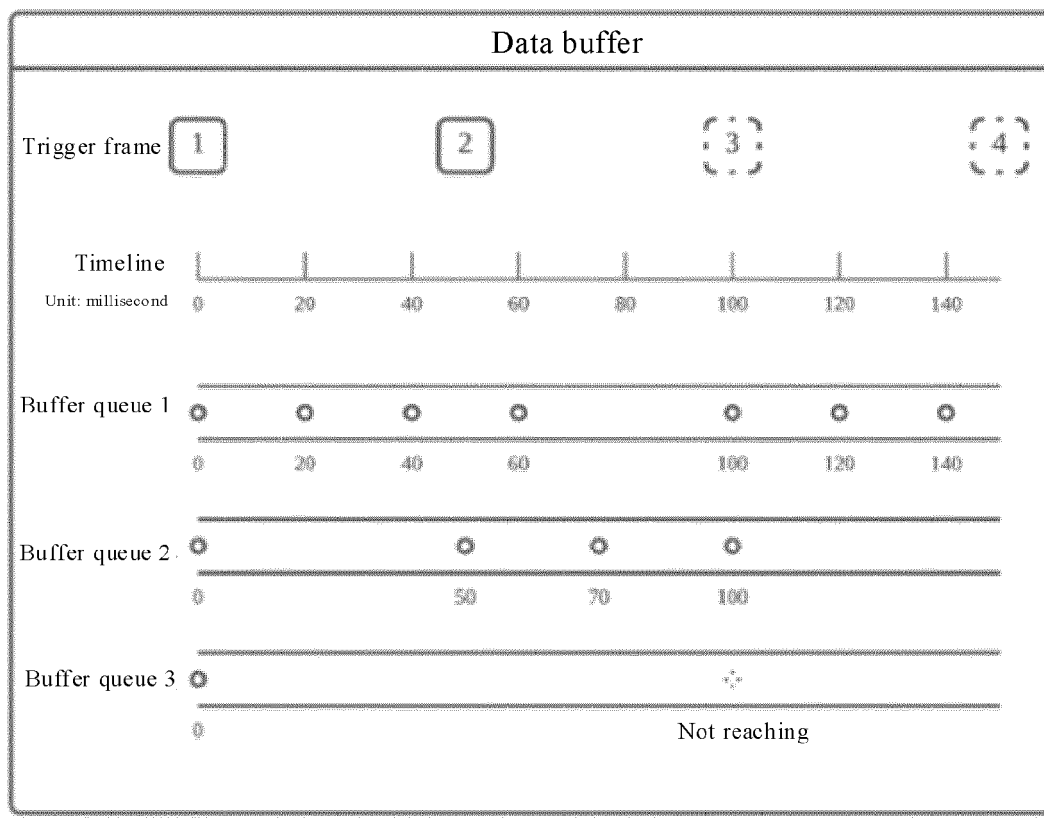 Data buffer
Trigger frame 1 2 3 4
Timeline
Unit: millisecond 0 20 40 60 80 100 120 140
Buffer queue 1
0 20 40 60 100 120 140
Buffer queue 2
0 50 70 100
Buffer queue 3
0 Not reaching